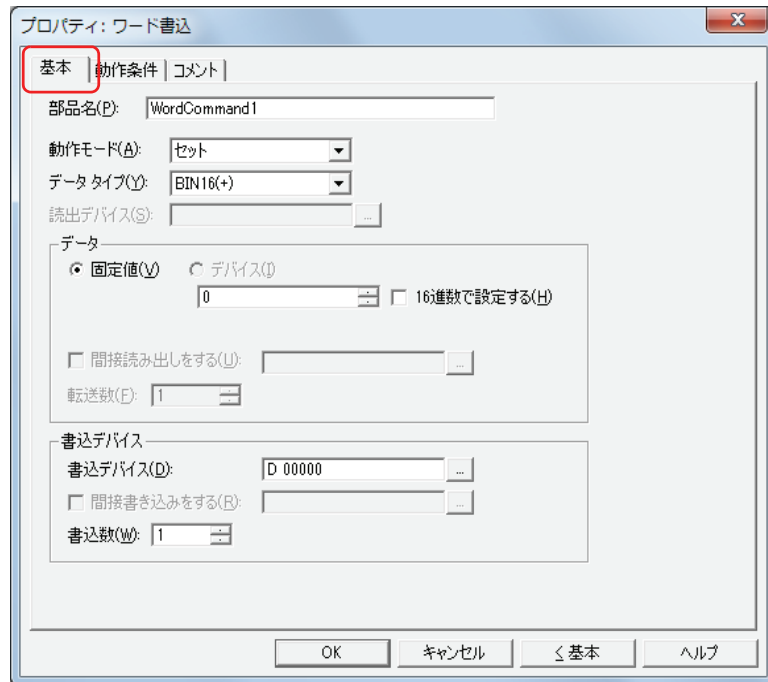 プロパティ: ワード書込
基本 動作条件 コメント
部品名(P): WordCommand1
動作モード(A): セット
データ タイプ(Y): BIN16(+)
読出デバイス(S): ...
データ
固定値(V) デバイス(I)
0 16進数で設定する(H)
間接読み出しをする(U): ...
転送数(F): 1
書込デバイス
書込デバイス(D): D 00000 ...
間接書き込みをする(R): ...
書込数(W): 1
OK キャンセル < 基本 ヘルプ